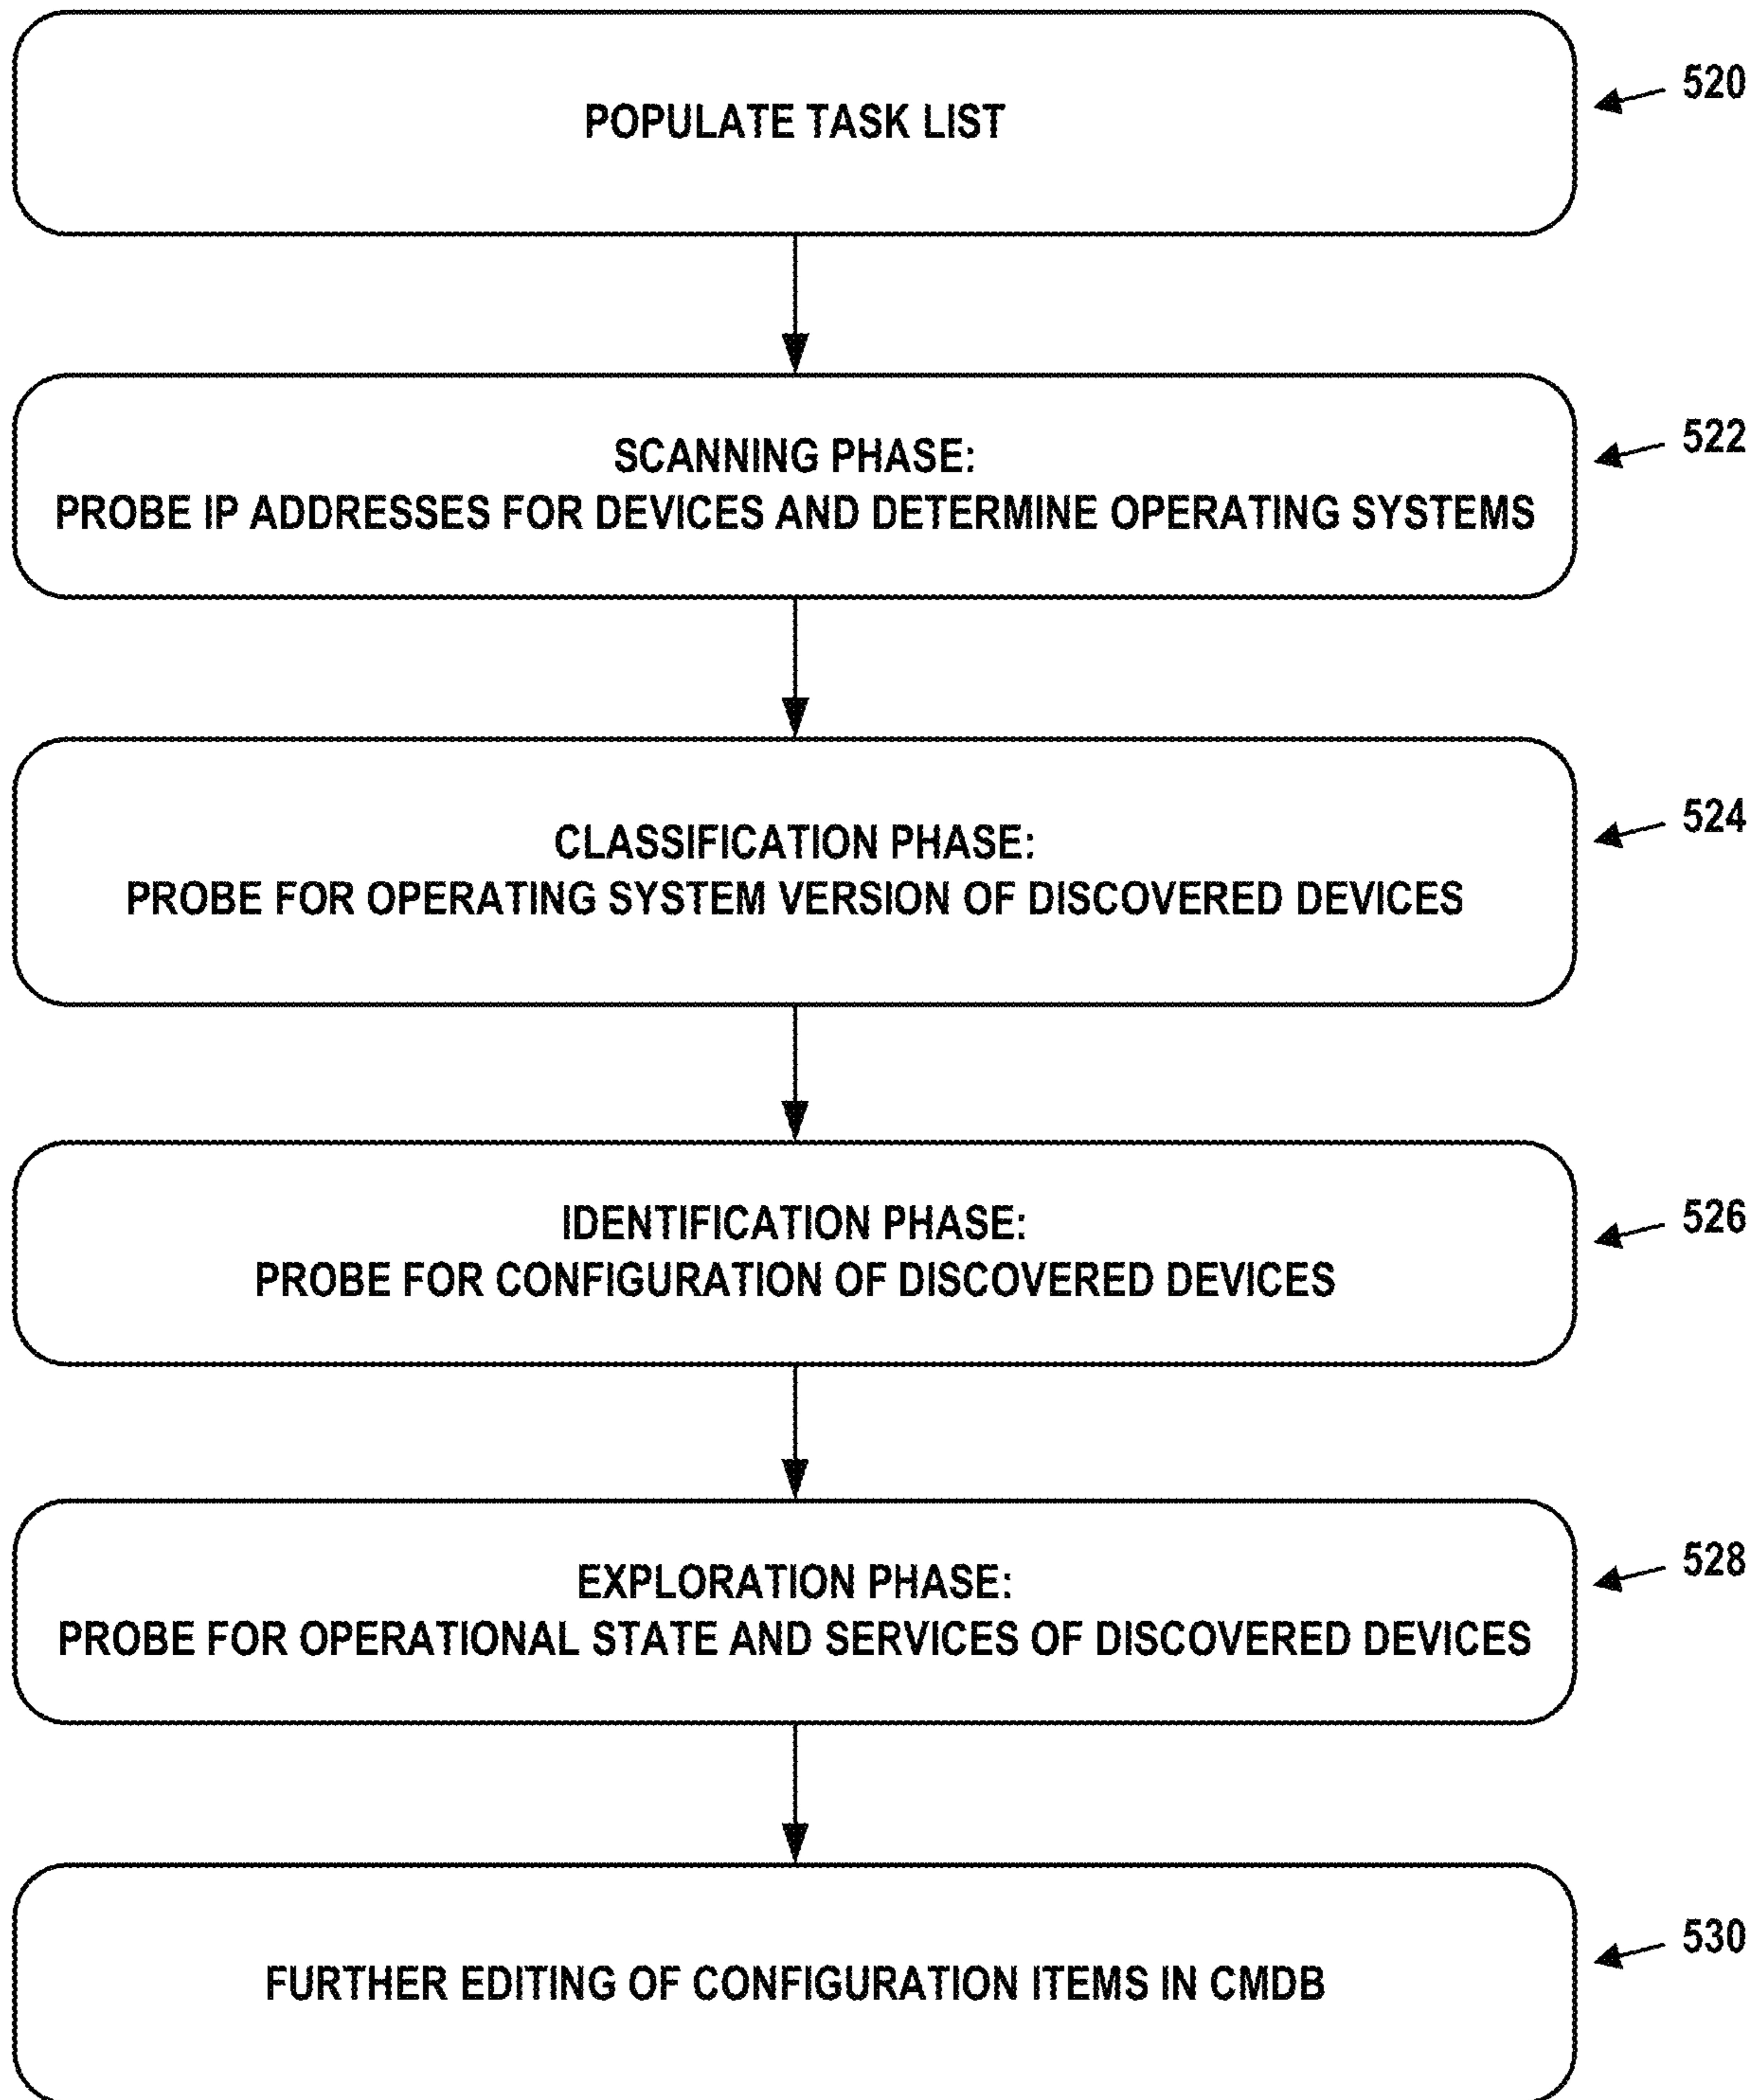 POPULATE TASK LIST
520
SCANNING PHASE:
PROBE IP ADDRESSES FOR DEVICES AND DETERMINE OPERATING SYSTEMS
522
CLASSIFICATION PHASE:
PROBE FOR OPERATING SYSTEM VERSION OF DISCOVERED DEVICES
524
IDENTIFICATION PHASE:
PROBE FOR CONFIGURATION OF DISCOVERED DEVICES
526
EXPLORATION PHASE:
PROBE FOR OPERATIONAL STATE AND SERVICES OF DISCOVERED DEVICES
528
FURTHER EDITING OF CONFIGURATION ITEMS IN CMDB
530